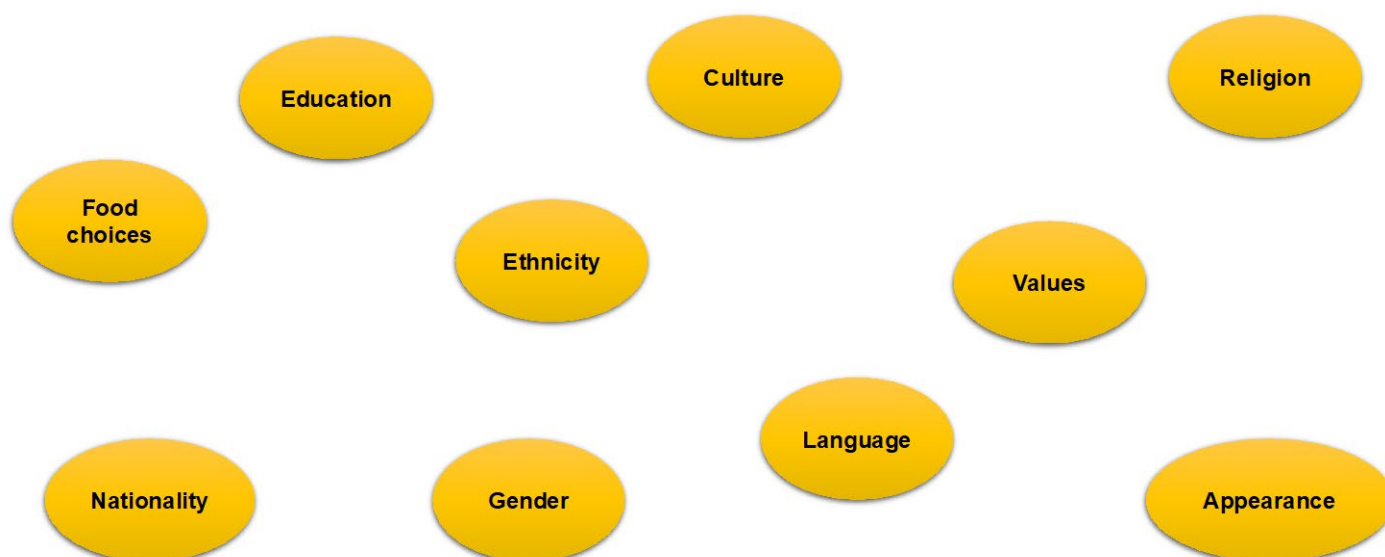 Education
Culture
Religion
Food
choices
Ethnicity
Values
Language
Nationality
Gender
Appearance